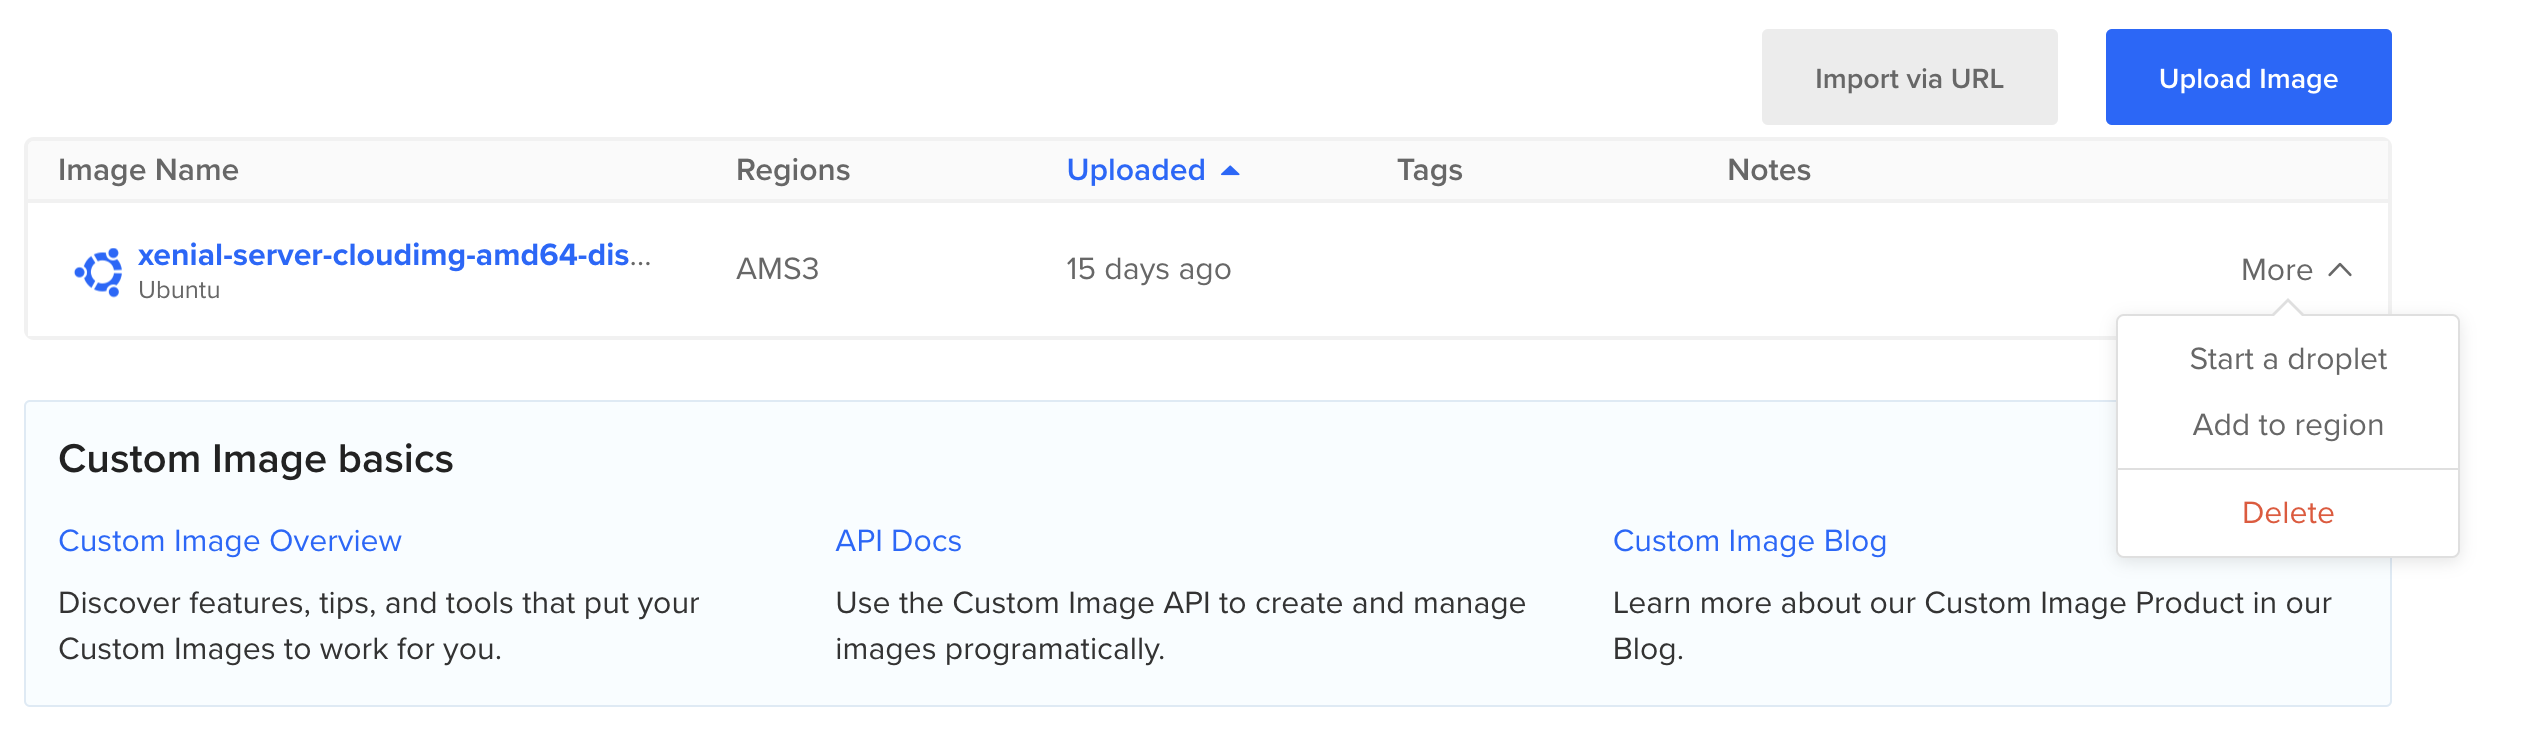 Import via URL
Upload Image
Image Name
Regions
Uploaded
Tags
Notes
xenial-server-cloudimg-amd64-dis...
Ubuntu
AMS3
15 days ago
More
Start a droplet
Add to region
Delete
Custom Image basics
Custom Image Overview
Discover features, tips, and tools that put your
Custom Images to work for you.
API Docs
Use the Custom Image API to create and manage
images programatically.
Custom Image Blog
Learn more about our Custom Image Product in our
Blog.